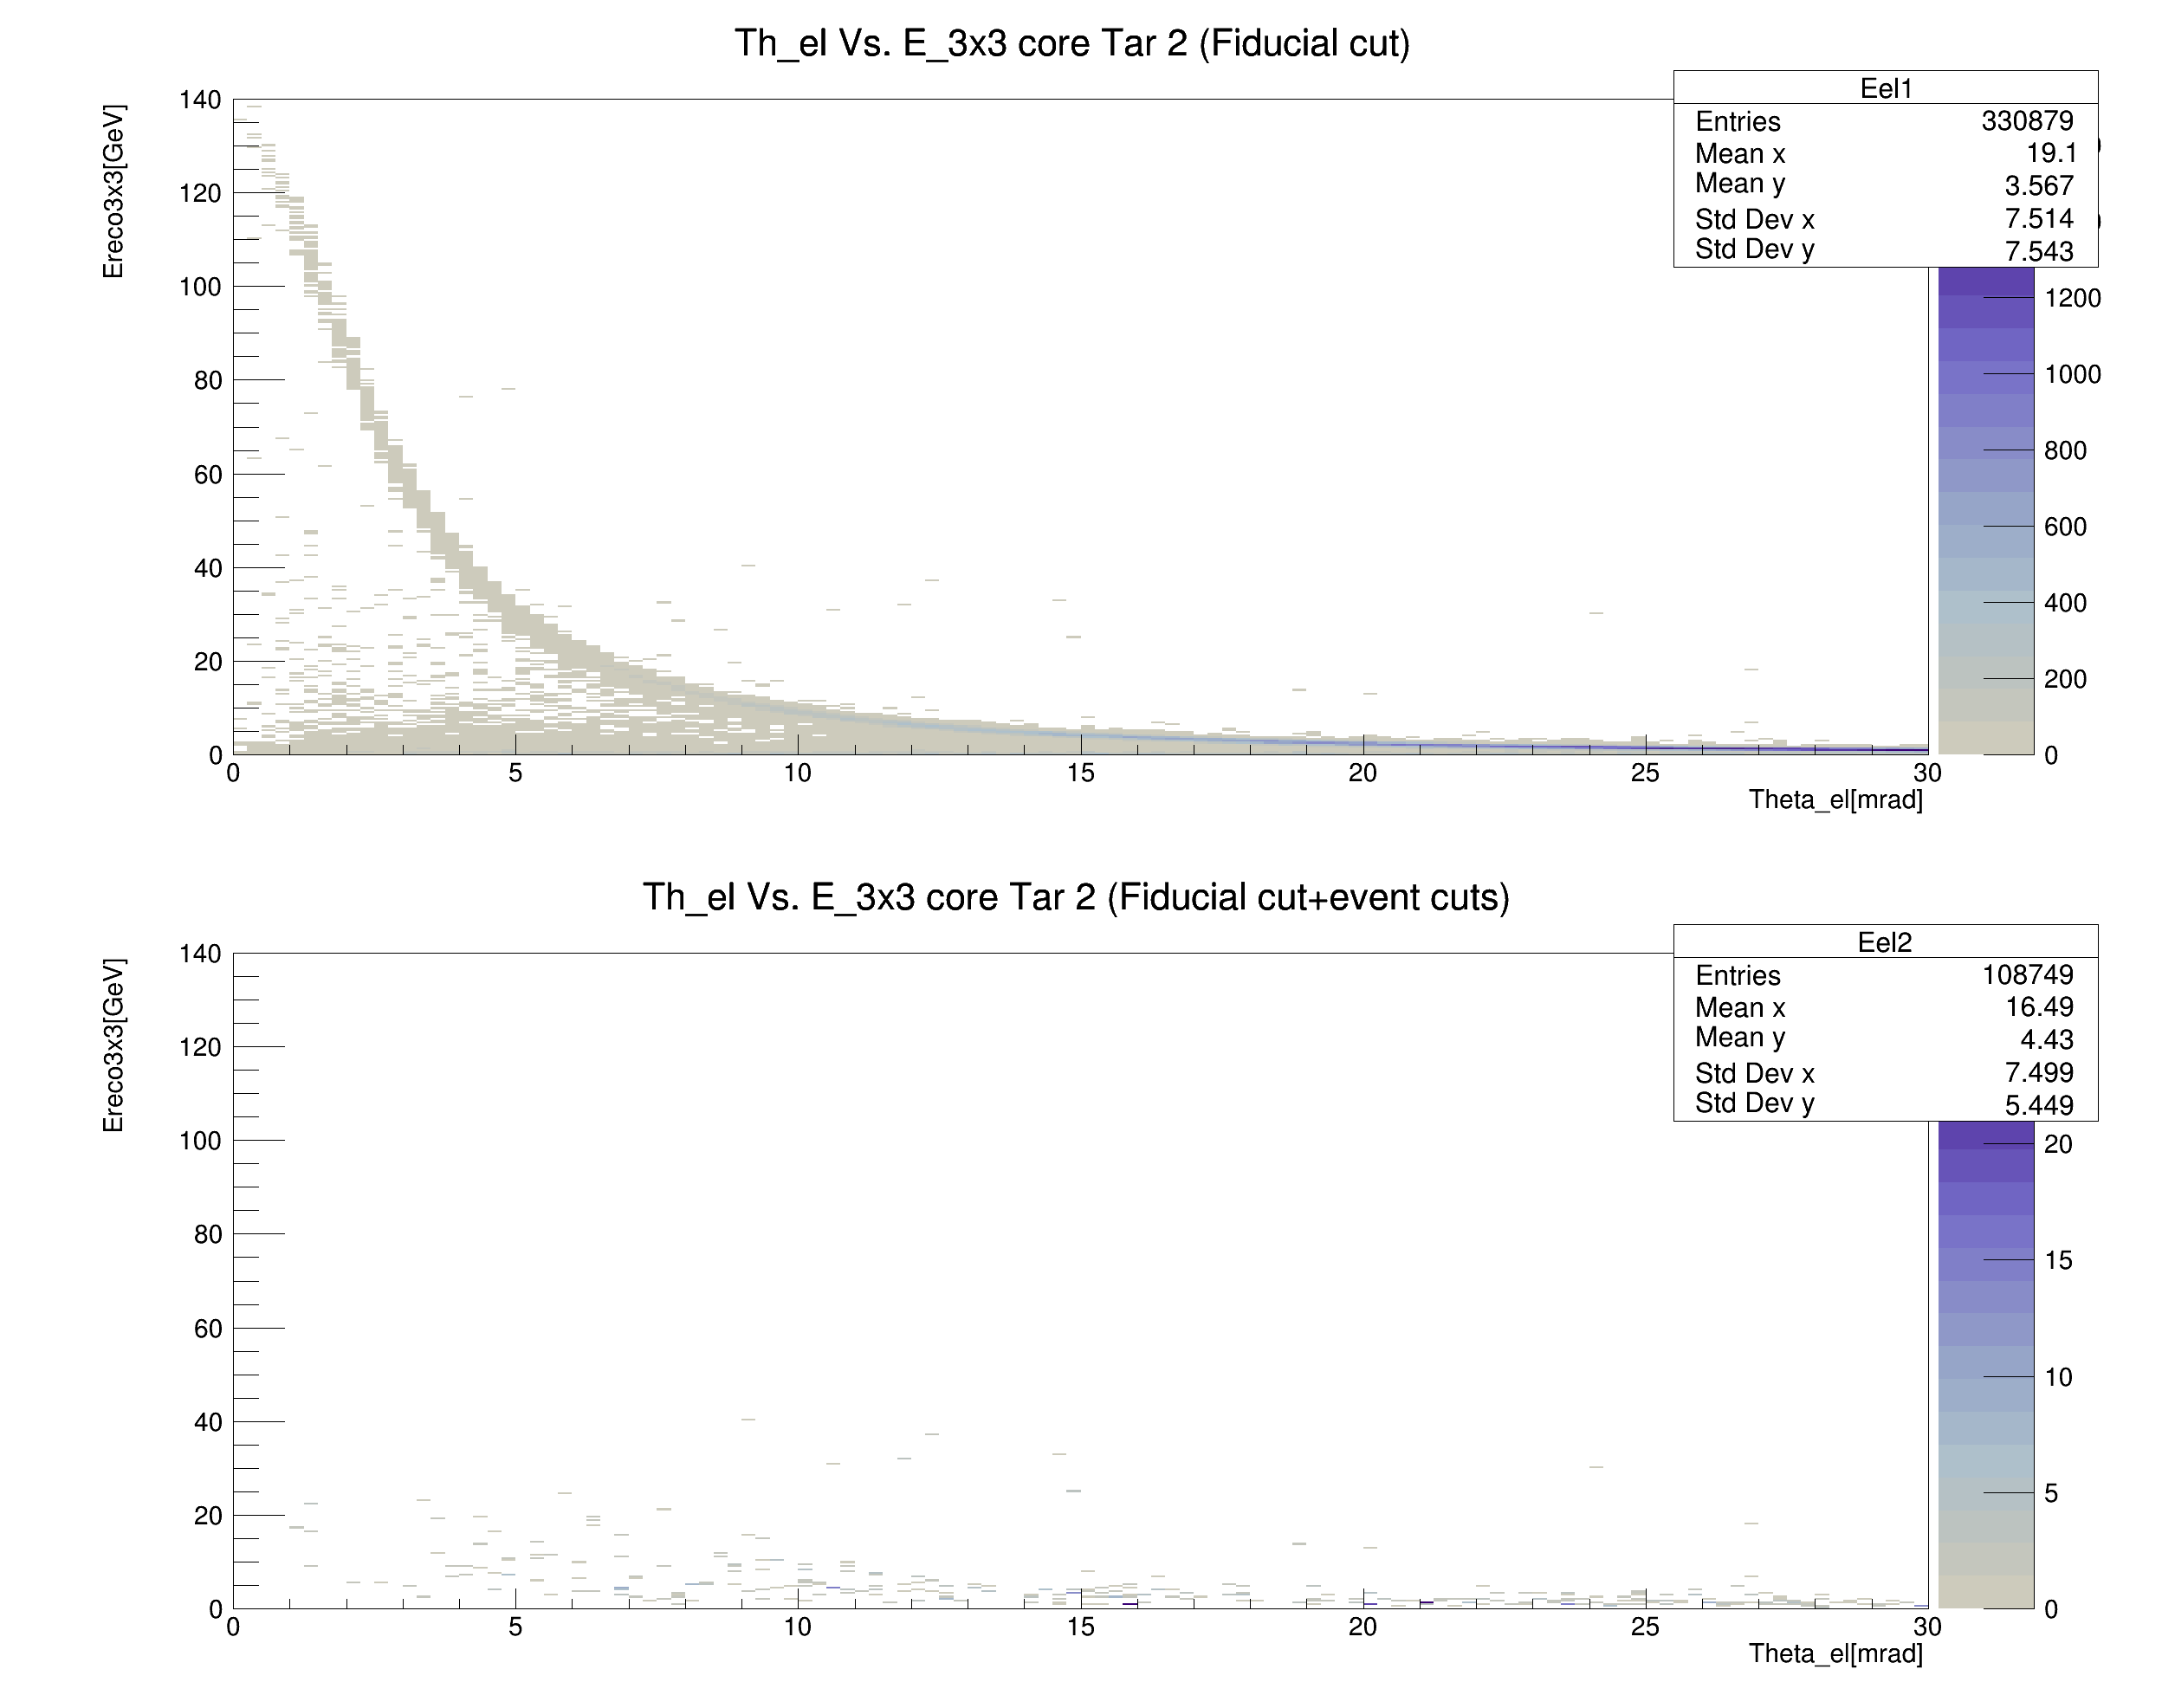 Th_el Vs. E_3x3 core Tar 2 (Fiducial cut)
Ereco3x3[GeV]
140
120
100
80
60
40
20
0
0 5 10 15 20 25 30
Theta_el[mrad]
Eel1
Entries 330879
Mean x 19.1
Mean y 3.567
Std Dev x 7.514
Std Dev y 7.543
1200
1000
800
600
400
200
0
Th_el Vs. E_3x3 core Tar 2 (Fiducial cut+event cuts)
Ereco3x3[GeV]
140
120
100
80
60
40
20
0
0 5 10 15 20 25 30
Theta_el[mrad]
Eel2
Entries 108749
Mean x 16.49
Mean y 4.43
Std Dev x 7.499
Std Dev y 5.449
20
15
10
5
0